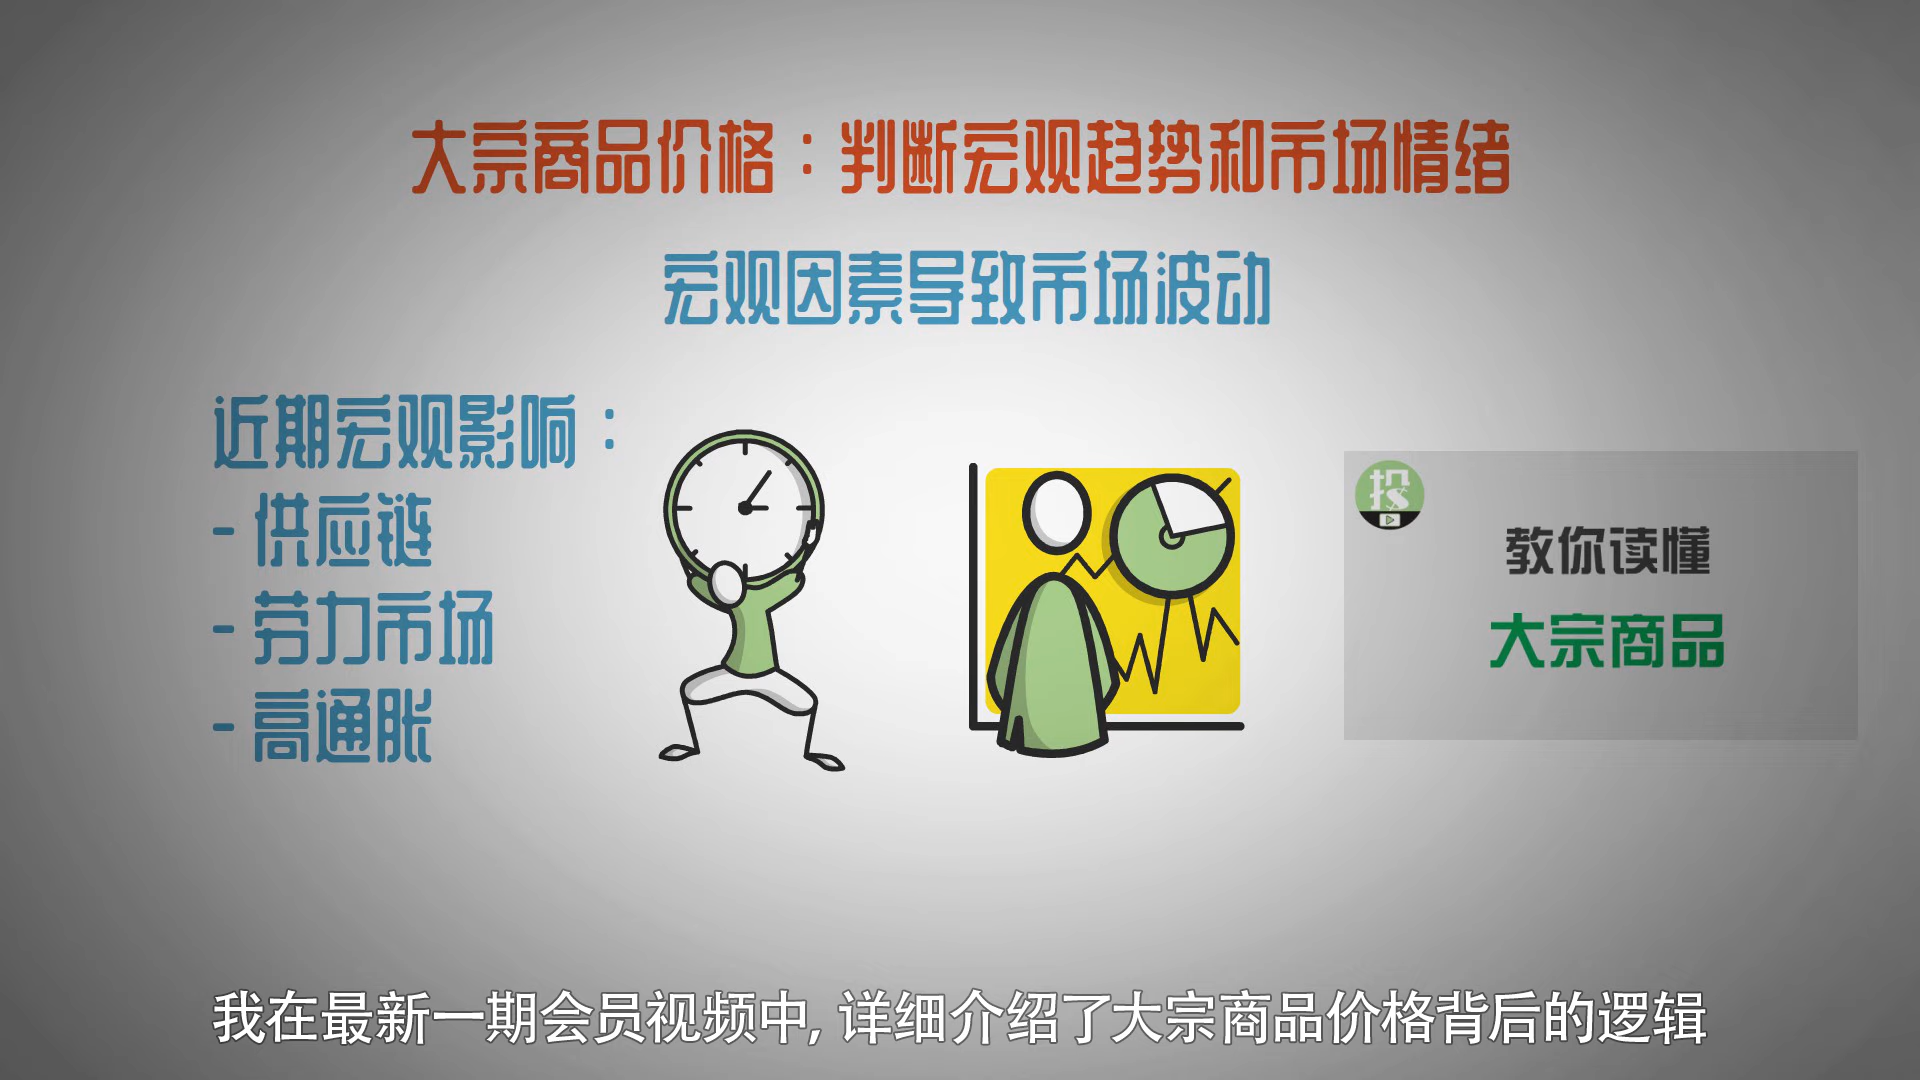 大宗商品价格：判断宏观趋势和市场情绪
宏观因素导致市场波动
近期宏观影响：
- 供应链
- 劳力市场
- 高通胀
投
教你读懂
大宗商品
我在最新一期会员视频中, 详细介绍了大宗商品价格背后的逻辑